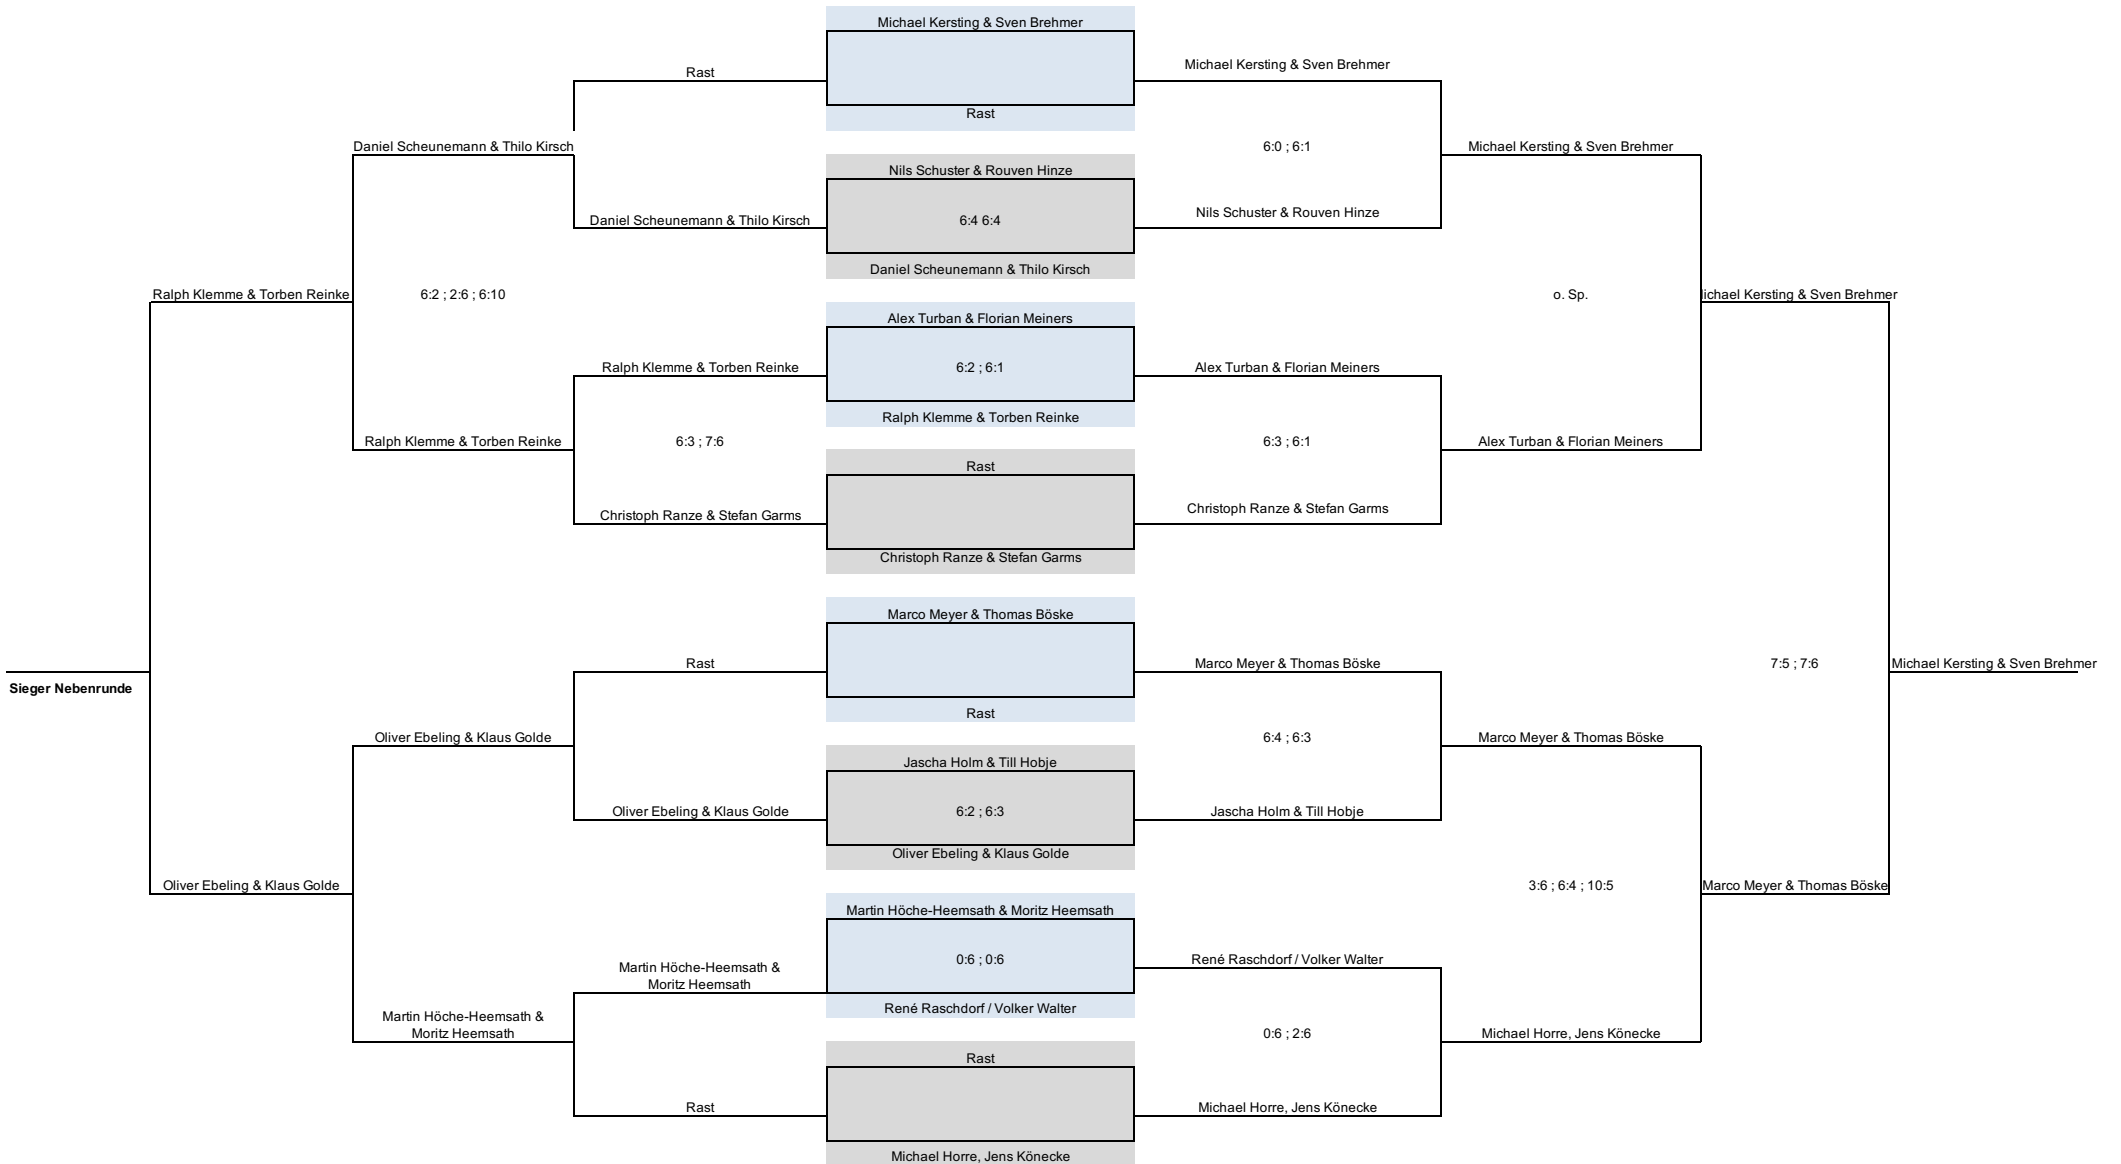 Michael Kersting & Sven Brehmer
Rast
Michael Kersting & Sven Brehmer
Rast
Daniel Scheunemann & Thilo Kirsch
6:0 ; 6:1
Michael Kersting & Sven Brehmer
Nils Schuster & Rouven Hinze
Daniel Scheunemann & Thilo Kirsch
6:4 6:4
Nils Schuster & Rouven Hinze
Daniel Scheunemann & Thilo Kirsch
Ralph Klemme & Torben Reinke
6:2 ; 2:6 ; 6:10
o. Sp.
ichael Kersting & Sven Brehmer
Alex Turban & Florian Meiners
Ralph Klemme & Torben Reinke
6:2 ; 6:1
Alex Turban & Florian Meiners
Ralph Klemme & Torben Reinke
Ralph Klemme & Torben Reinke
6:3 ; 7:6
6:3 ; 6:1
Alex Turban & Florian Meiners
Rast
Christoph Ranze & Stefan Garms
Christoph Ranze & Stefan Garms
Christoph Ranze & Stefan Garms
Marco Meyer & Thomas Böske
Rast
Marco Meyer & Thomas Böske
7:5 ; 7:6
Michael Kersting & Sven Brehmer
Sieger Nebenrunde
Rast
Oliver Ebeling & Klaus Golde
6:4 ; 6:3
Marco Meyer & Thomas Böske
Jascha Holm & Till Hobje
Oliver Ebeling & Klaus Golde
6:2 ; 6:3
Jascha Holm & Till Hobje
Oliver Ebeling & Klaus Golde
Oliver Ebeling & Klaus Golde
3:6 ; 6:4 ; 10:5
Marco Meyer & Thomas Böske
Martin Höche-Heemsath & Moritz Heemsath
Martin Höche-Heemsath &
Moritz Heemsath
0:6 ; 0:6
René Raschdorf / Volker Walter
René Raschdorf / Volker Walter
Martin Höche-Heemsath &
Moritz Heemsath
0:6 ; 2:6
Michael Horre, Jens Könecke
Rast
Rast
Michael Horre, Jens Könecke
Michael Horre, Jens Könecke